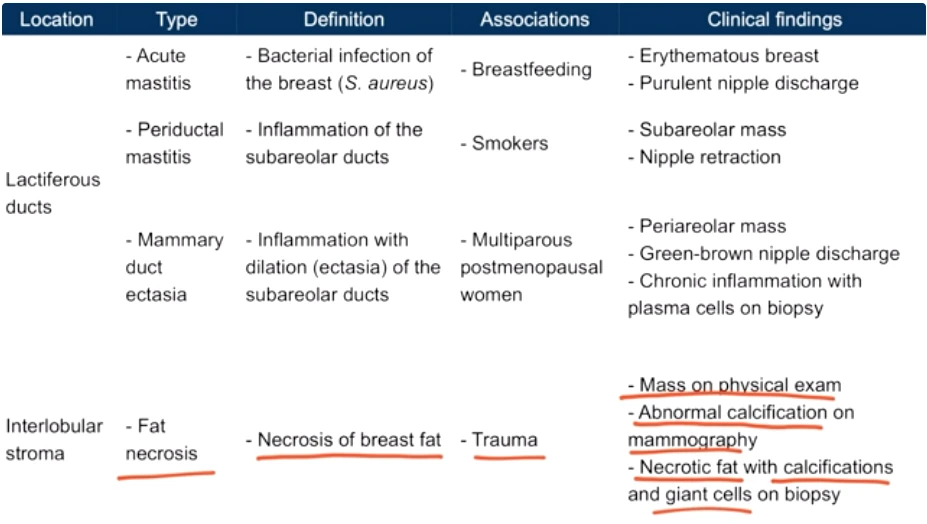 Location Type Definition Associations Clinical findings
Lactiferous
ducts
- Acute
mastitis
- Bacterial infection of
the breast (S. aureus)
- Breastfeeding
- Erythematous breast
- Purulent nipple discharge
- Periductal
mastitis
- Inflammation of the
subareolar ducts
- Smokers
- Subareolar mass
- Nipple retraction
- Mammary
duct
ectasia
- Inflammation with
dilation (ectasia) of the
subareolar ducts
- Multiparous
postmenopausal
women
- Periareolar mass
- Green-brown nipple discharge
- Chronic inflammation with
plasma cells on biopsy
Interlobular
stroma
- Fat
necrosis
- Necrosis of breast fat
- Trauma
- Mass on physical exam
- Abnormal calcification on
mammography
- Necrotic fat with calcifications
and giant cells on biopsy